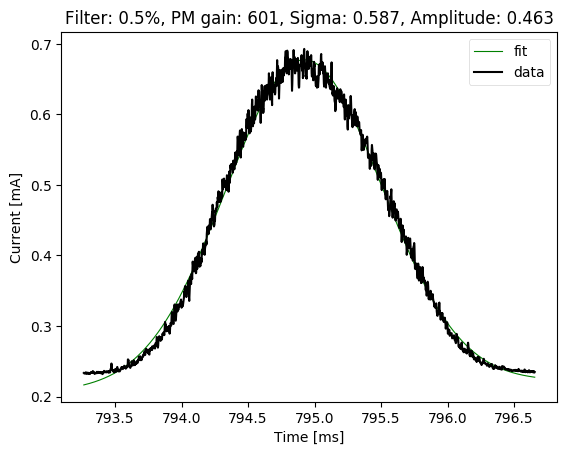 Filter: 0.5%, PM gain: 601, Sigma: 0.587, Amplitude: 0.463
fit
data
0.7
0.6
0.5
0.4
0.3
0.2
Current [mA]
793.5 794.0 794.5 795.0 795.5 796.0 796.5
Time [ms]